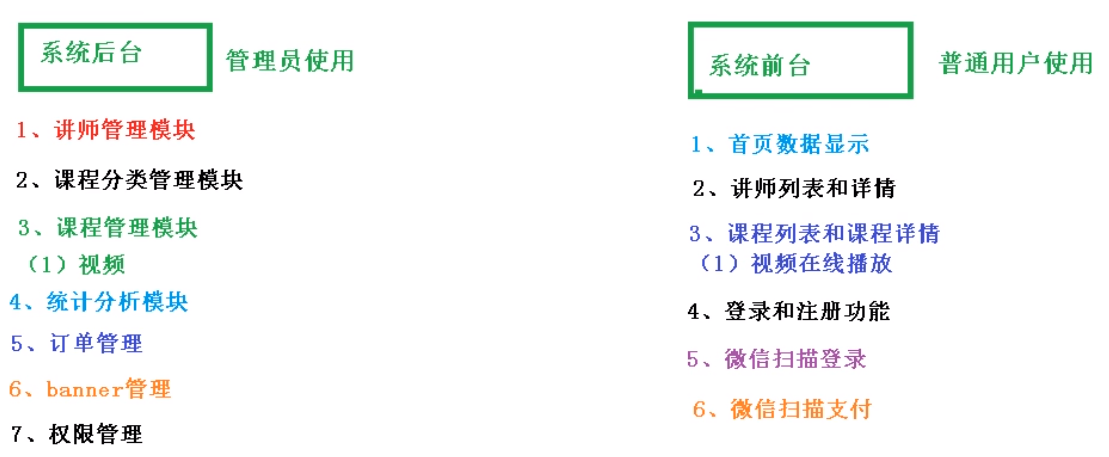 系统后台
管理员使用
1、讲师管理模块
2、课程分类管理模块
3、课程管理模块
（1）视频
4、统计分析模块
5、订单管理
6、banner管理
7、权限管理
系统前台
普通用户使用
1、首页数据显示
2、讲师列表和详情
3、课程列表和课程详情
（1）视频在线播放
4、登录和注册功能
5、微信扫描登录
6、微信扫描支付